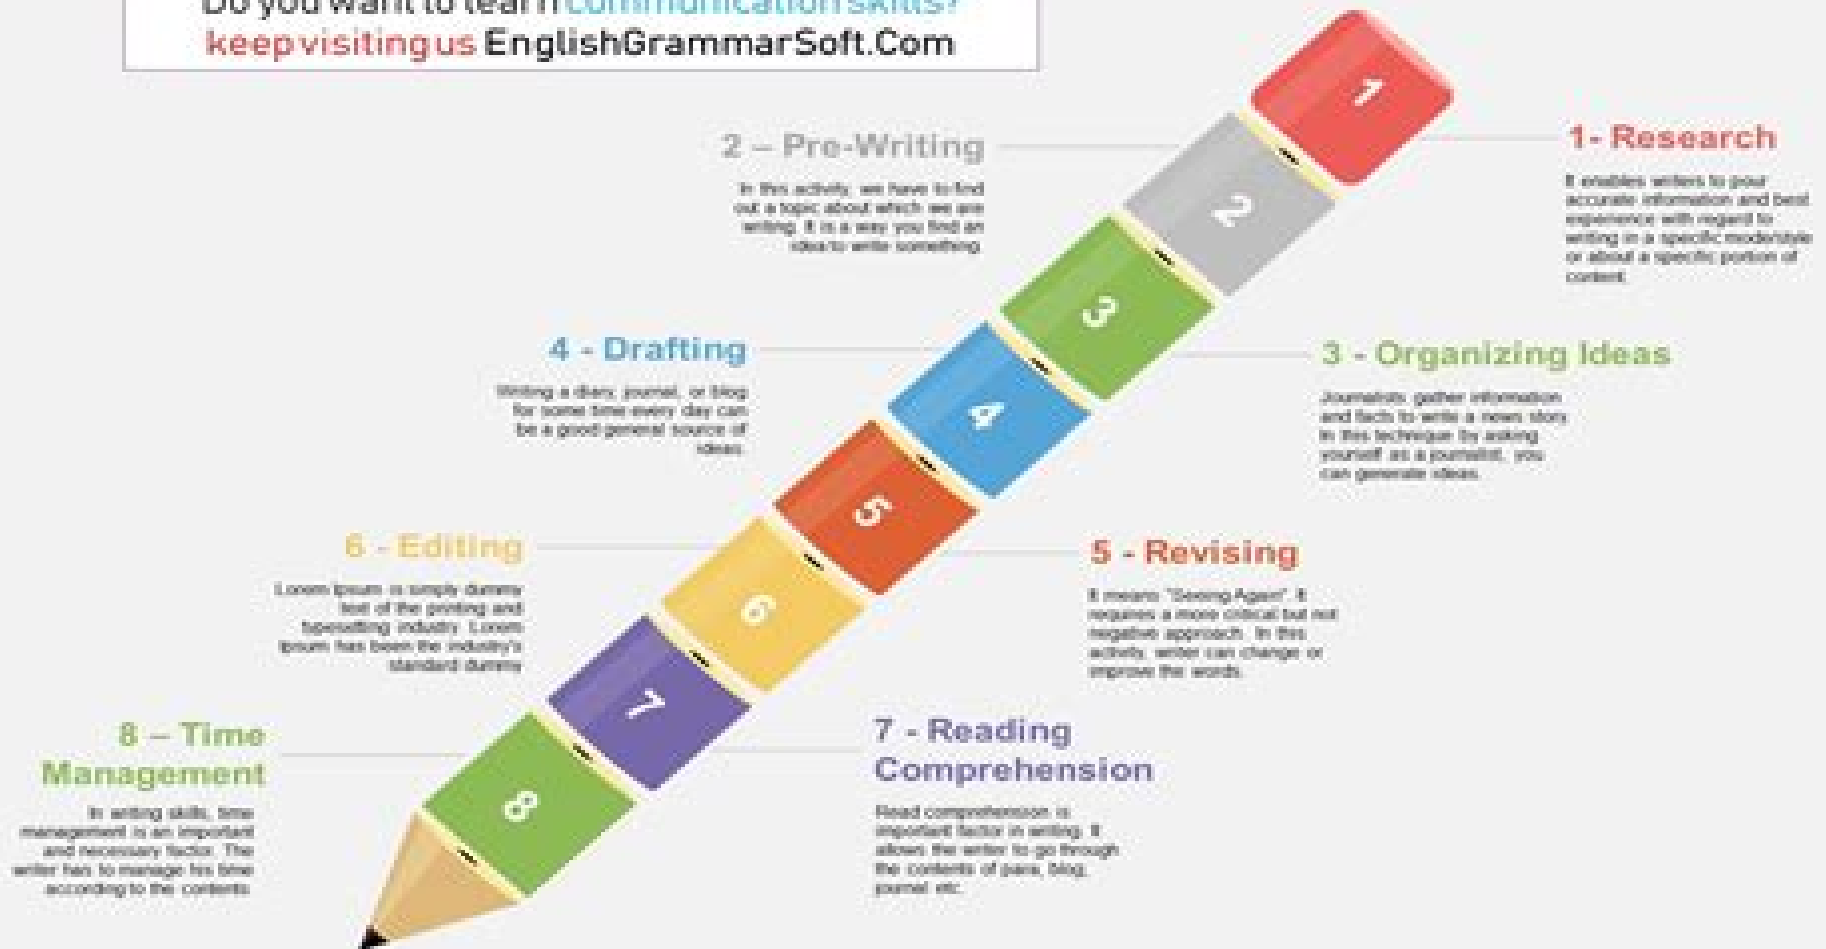 Do you want to learn communication skills?
keep visiting us EnglishGrammarSoft.Com
1
1- Research
It enables writers to pour
accurate information and best
experience with regard to
writing in a specific mode/style
or about a specific portion of
content.
2
2 – Pre-Writing
In this activity, we have to find
out a topic about which we are
writing. It is a way you find an
idea to write something.
3
3 - Organizing Ideas
Journalists gather information
and facts to write a news story.
In this technique by asking
yourself as a journalist, you
can generate ideas.
4
4 - Drafting
Writing a diary, journal, or blog
for some time every day can
be a good general source of
ideas.
5
5 - Revising
It means "Seeing Again". It
requires a more critical but not
negative approach. In this
activity, writer can change or
improve the words.
6
6 - Editing
Lorem Ipsum is simply dummy
text of the printing and
typesetting industry. Lorem
Ipsum has been the industry's
standard dummy
7
7 - Reading
Comprehension
Read comprehension is
important factor in writing. It
allows the writer to go through
the contents of para, blog,
journal etc.
8
8 – Time
Management
In writing skills, time
management is an important
and necessary factor. The
writer has to manage his time
according to the contents.